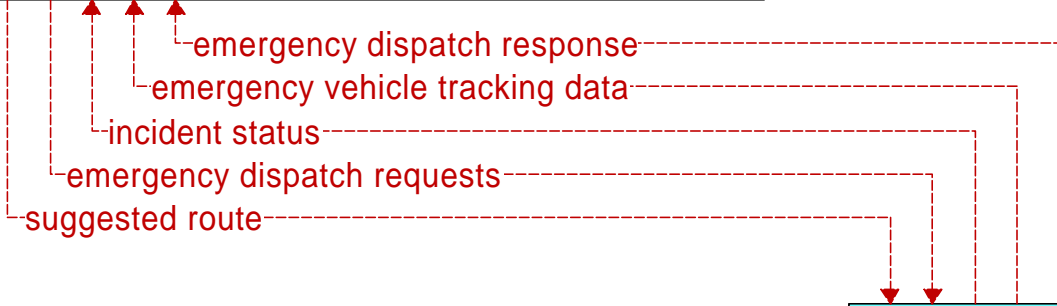 emergency dispatch response
emergency vehicle tracking data
incident status
emergency dispatch requests
suggested route